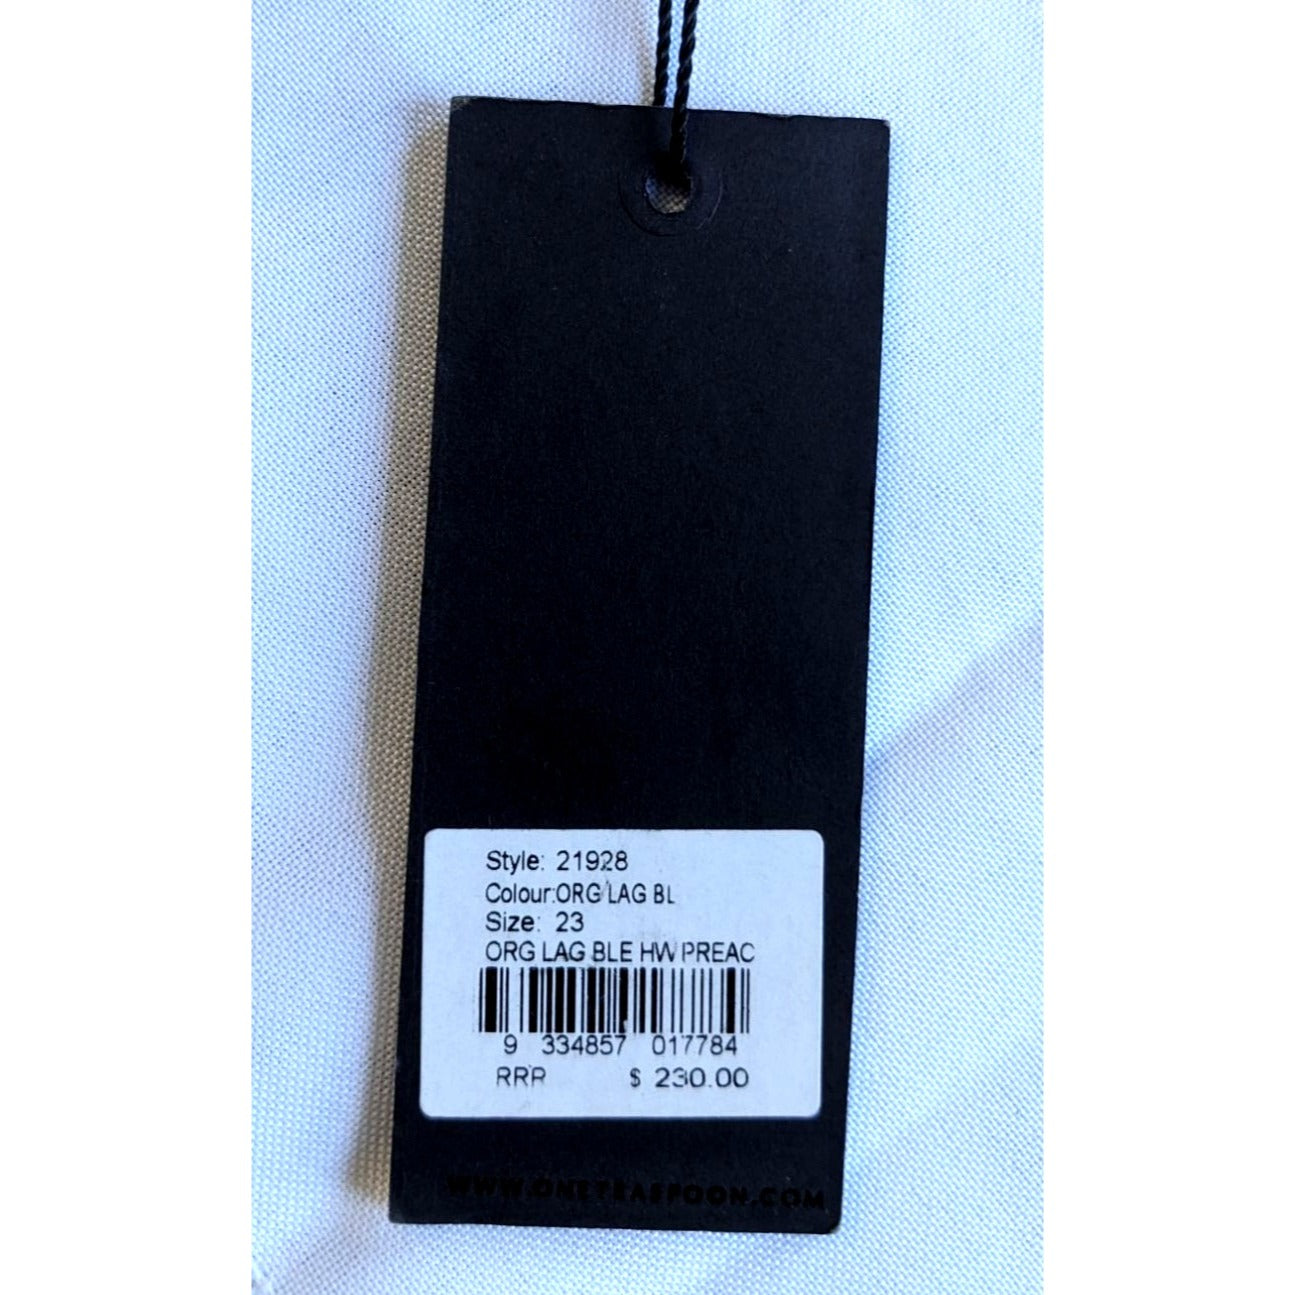 Style: 21928
Colour:ORG LAG BL
Size: 23
ORG LAG BLE HW PREAC
9 334857 017784
RRP $ 230.00
WWW.ONETEASPOON.COM